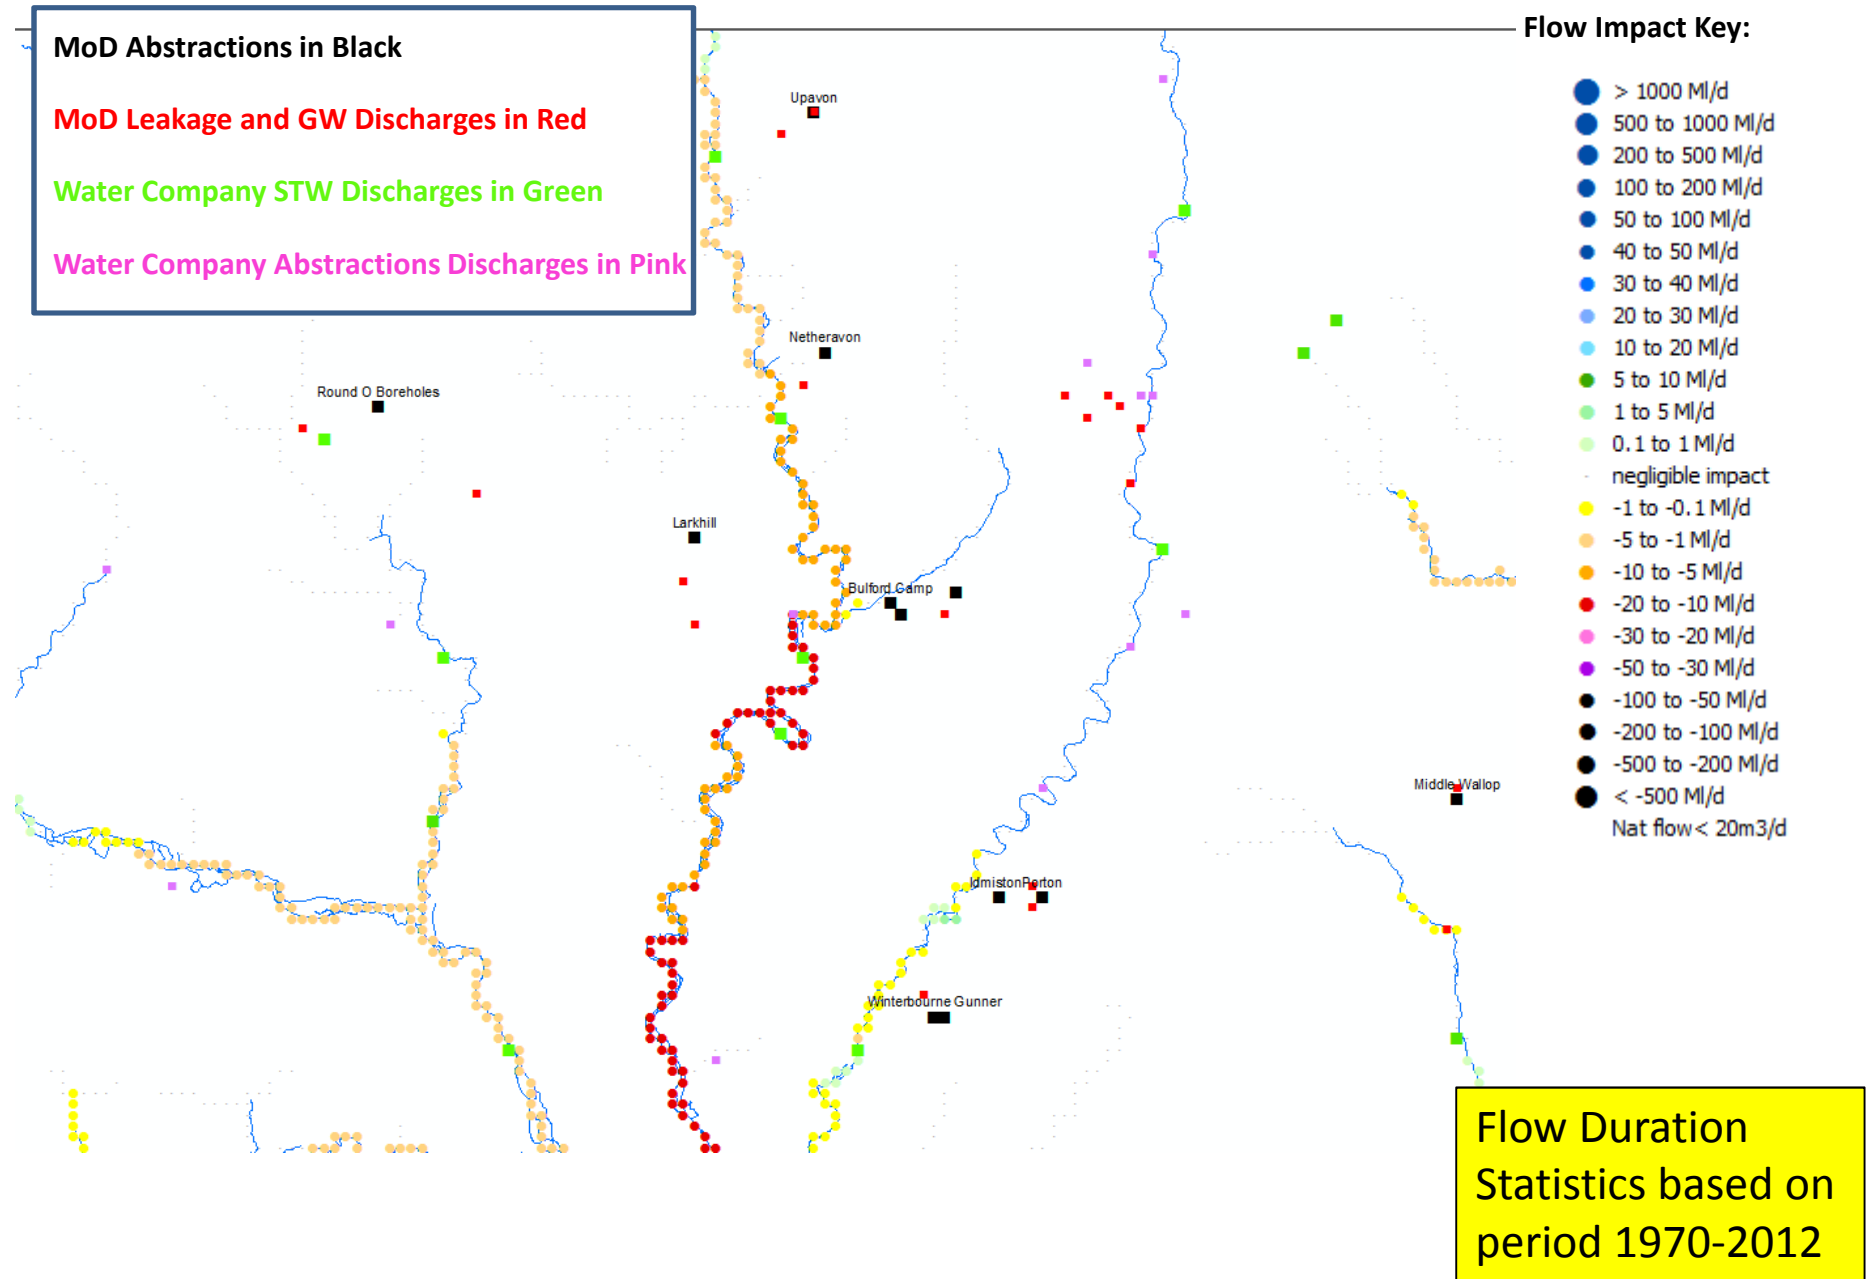 MoD Abstractions in Black
MoD Leakage and GW Discharges in Red
Water Company STW Discharges in Green
Water Company Abstractions Discharges in Pink
Flow Impact Key:
> 1000 Ml/d
500 to 1000 Ml/d
200 to 500 Ml/d
100 to 200 Ml/d
50 to 100 Ml/d
40 to 50 Ml/d
30 to 40 Ml/d
20 to 30 Ml/d
10 to 20 Ml/d
5 to 10 Ml/d
1 to 5 Ml/d
0.1 to 1 Ml/d
negligible impact
-1 to -0.1 Ml/d
-5 to -1 Ml/d
-10 to -5 Ml/d
-20 to -10 Ml/d
-30 to -20 Ml/d
-50 to -30 Ml/d
-100 to -50 Ml/d
-200 to -100 Ml/d
-500 to -200 Ml/d
< -500 Ml/d
Nat flow< 20m3/d
Upavon
Netheravon
Round O Boreholes
Larkhill
Bulford Camp
Middle Wallop
Idmiston Porton
Winterbourne Gunner
Flow Duration
Statistics based on
period 1970-2012